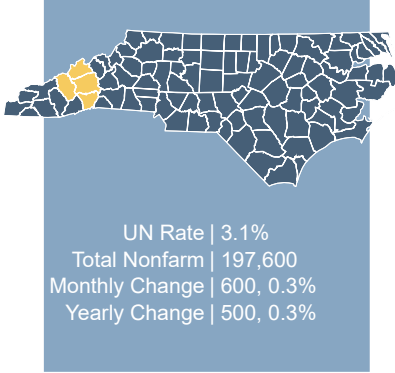 UN Rate | 3.1%
Total Nonfarm | 197,600
Monthly Change | 600, 0.3%
Yearly Change | 500, 0.3%